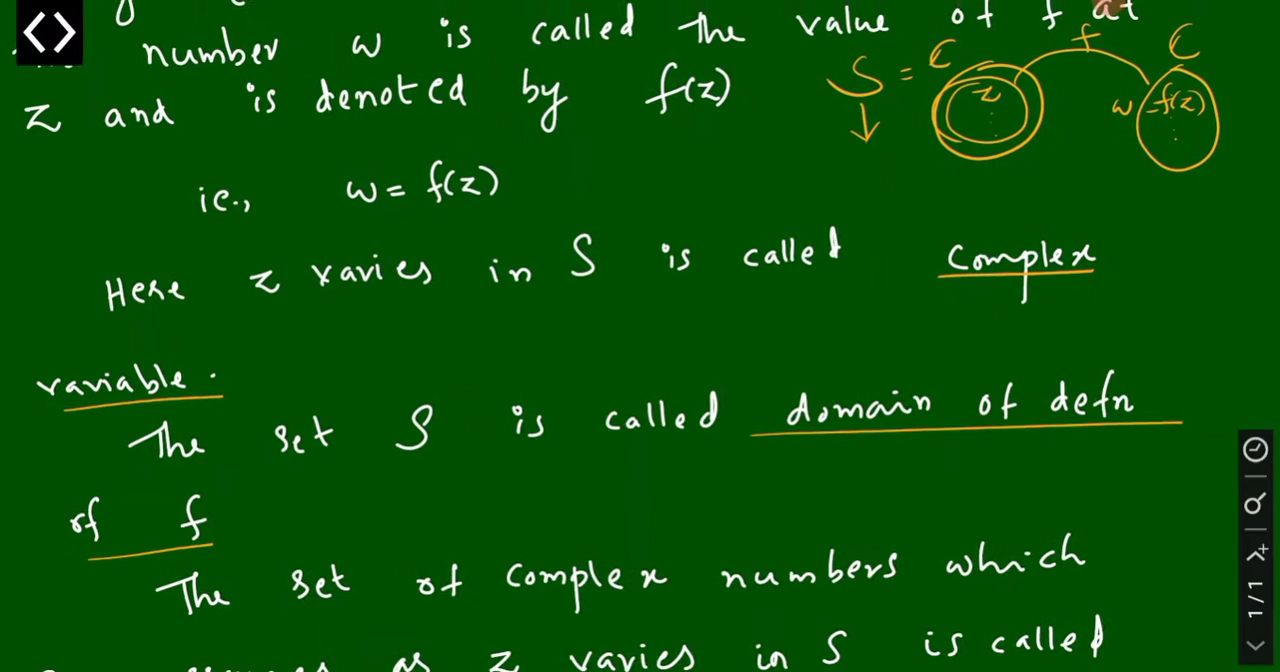 number w is called the value of f at
z and is denoted by f(z)
S = C f C
z w = f(z)
ie., w = f(z)
Here z varies in S is called Complex
variable.
The set S is called domain of defn
of f
The set of complex numbers which
as z varies in S is called
1/1